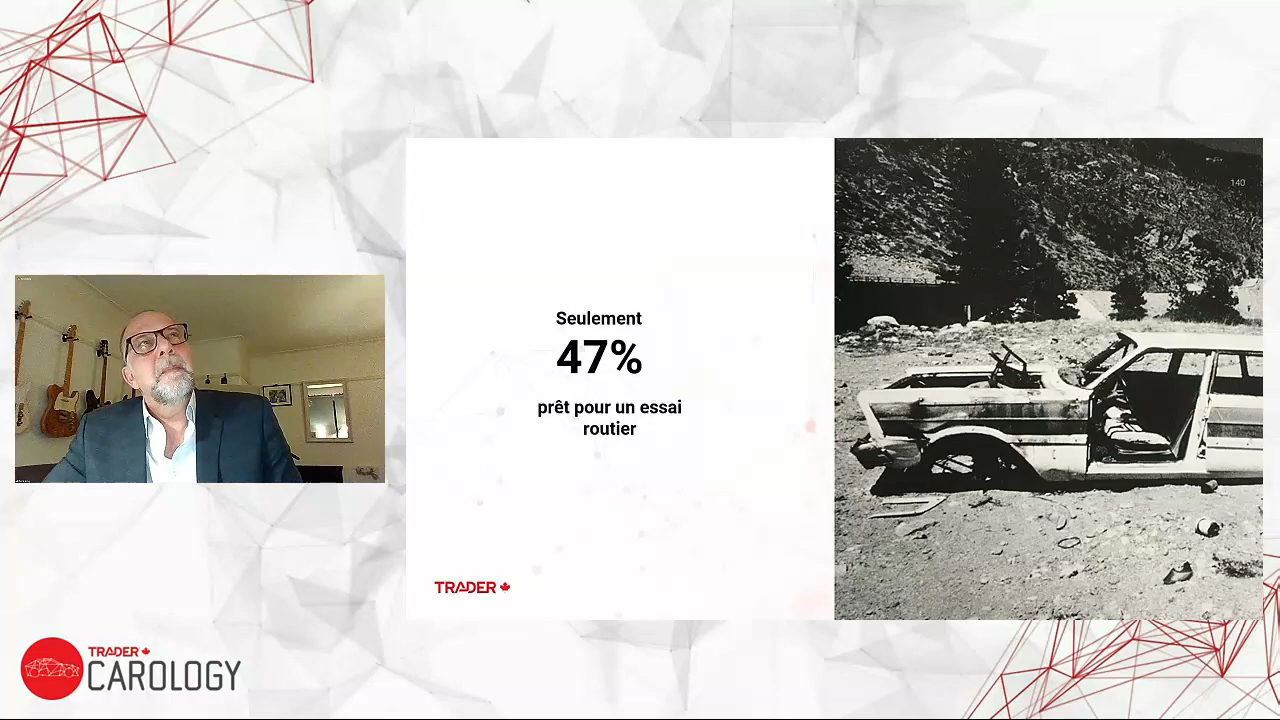 140
Seulement
47%
prêt pour un essai
routier
TRADER
TRADER
CAROLOGY